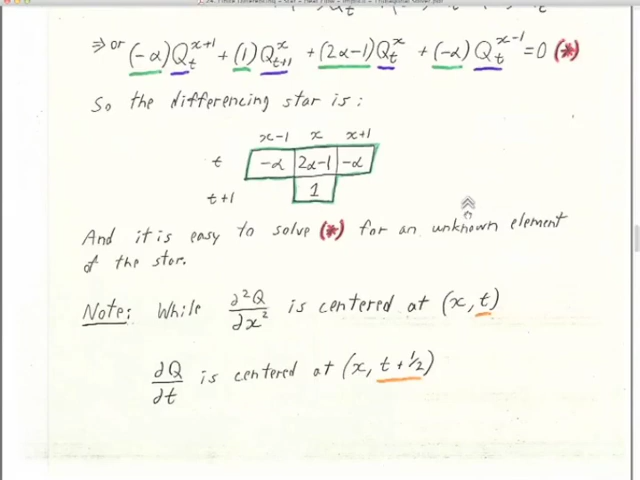 ⇒ or (-α)Q_t^{x+1} + (1)Q_{t+1}^x + (2α-1)Q_t^x + (-α)Q_t^{x-1} = 0 (*)
So the differencing star is:
x-1 x x+1
t -α 2α-1 -α
t+1 1
And it is easy to solve (*) for an unknown element
of the star.
Note: While ∂²Q/∂x² is centered at (x, t)
∂Q/∂t is centered at (x, t + 1/2)